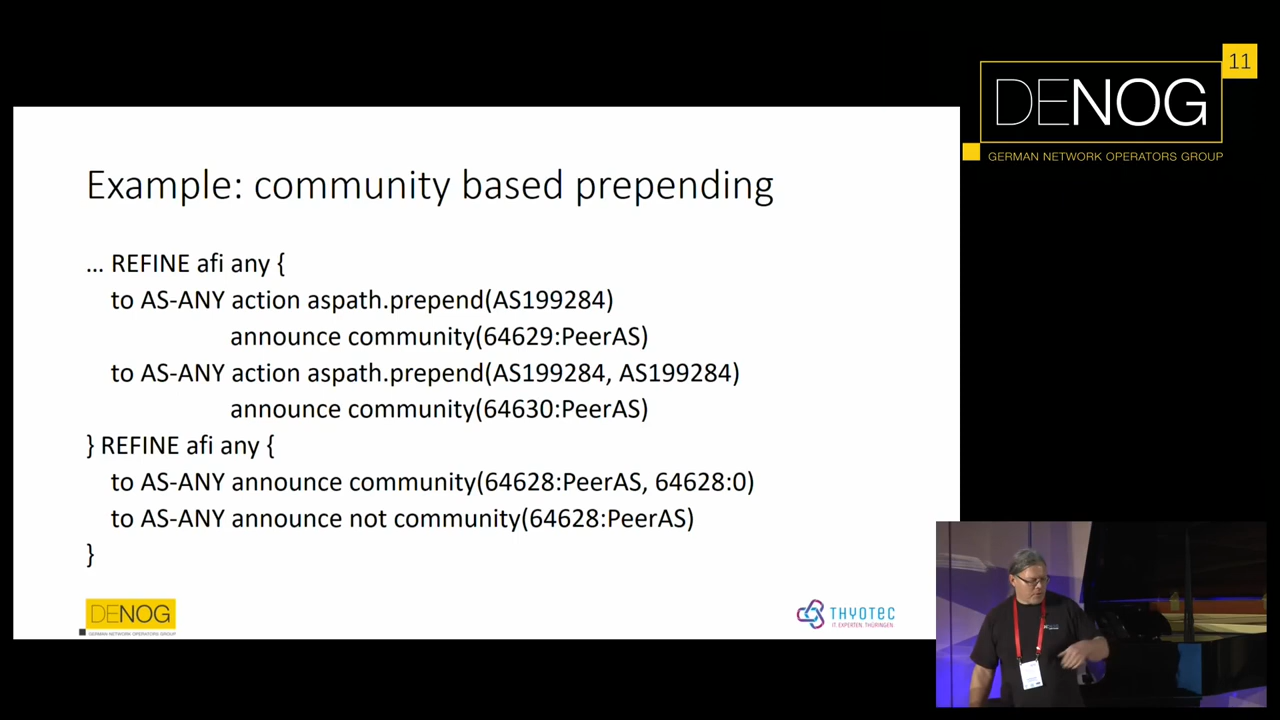 11
DENOG
GERMAN NETWORK OPERATORS GROUP
Example: community based prepending
... REFINE afi any {
to AS-ANY action aspath.prepend(AS199284)
announce community(64629:PeerAS)
to AS-ANY action aspath.prepend(AS199284, AS199284)
announce community(64630:PeerAS)
} REFINE afi any {
to AS-ANY announce community(64628:PeerAS, 64628:0)
to AS-ANY announce not community(64628:PeerAS)
}
DENOG
GERMAN NETWORK OPERATORS GROUP
THYOTEC
IT. EXPERTEN. THÜRINGEN.